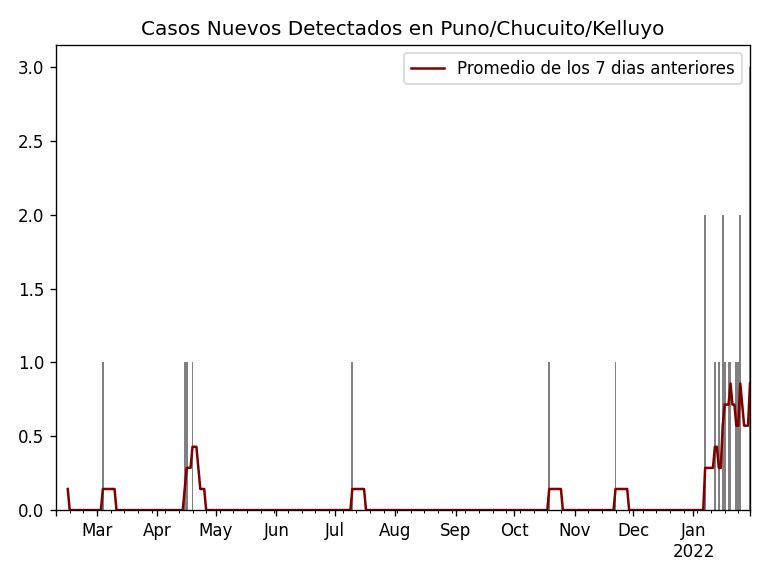 Casos Nuevos Detectados en Puno/Chucuito/Kelluyo
Promedio de los 7 dias anteriores
3.0
2.5
2.0
1.5
1.0
0.5
0.0
Mar Apr May Jun Jul Aug Sep Oct Nov Dec Jan
2022